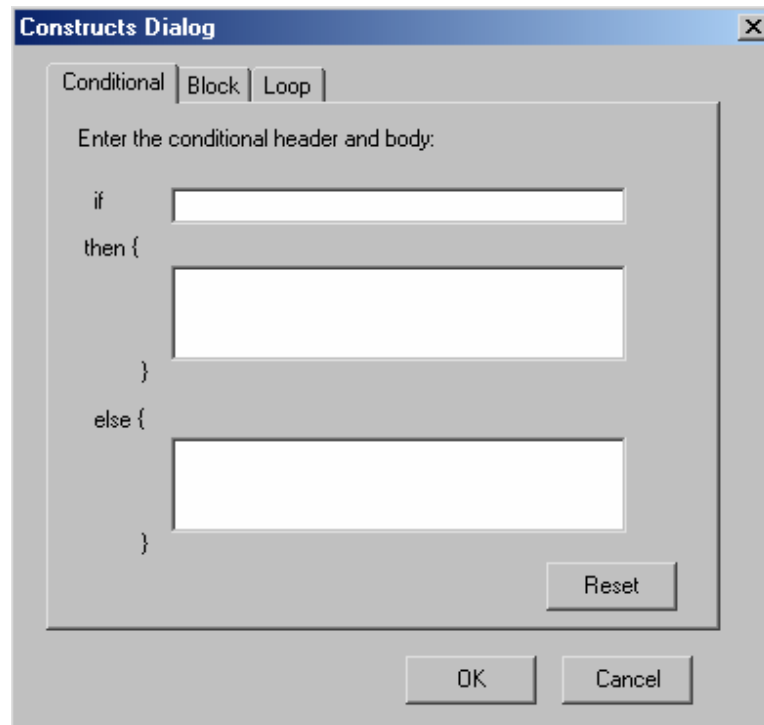 Constructs Dialog
Conditional Block Loop
Enter the conditional header and body:
if
then {
}
else {
}
Reset
OK Cancel